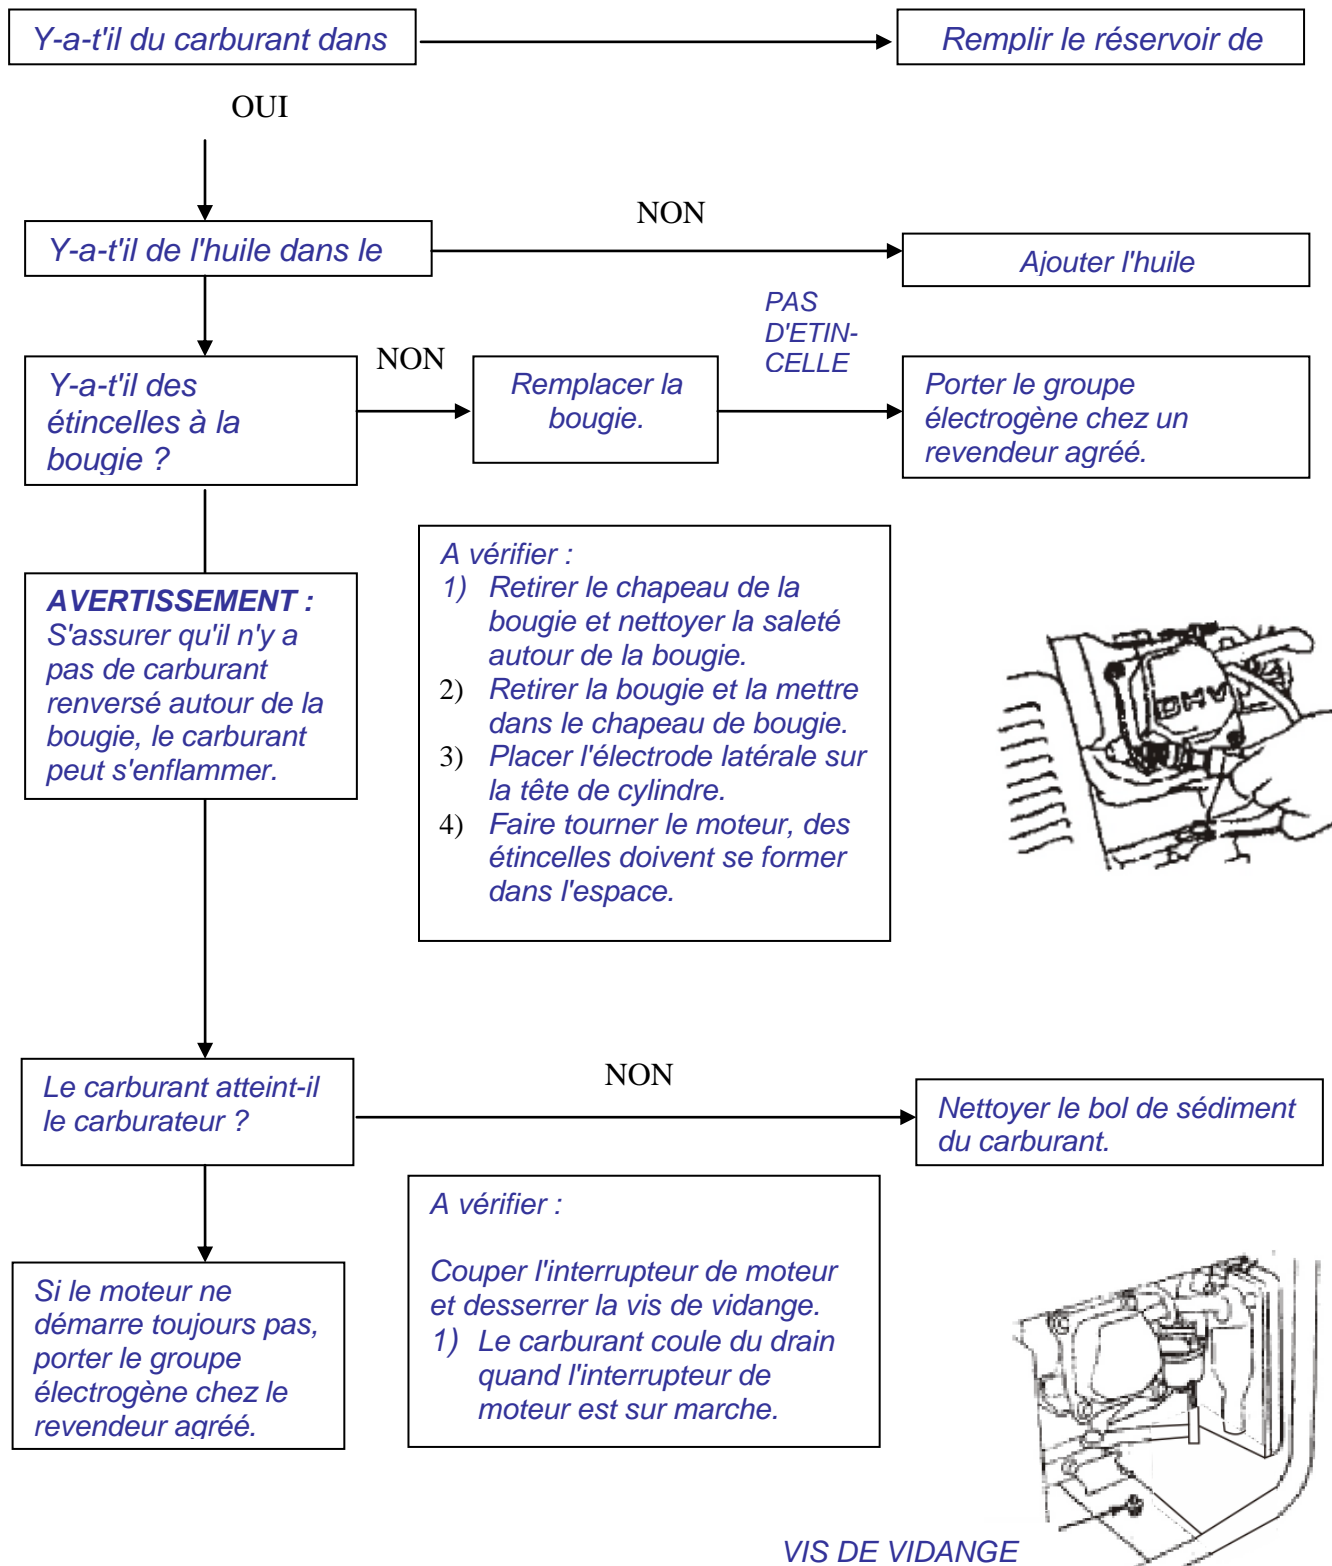 Y-a-t'il du carburant dans
Remplir le réservoir de
OUI
NON
Y-a-t'il de l'huile dans le
Ajouter l'huile
PAS
D'ETIN-
CELLE
NON
Y-a-t'il des
étincelles à la
bougie ?
Remplacer la
bougie.
Porter le groupe
électrogène chez un
revendeur agréé.
AVERTISSEMENT :
S'assurer qu'il n'y a
pas de carburant
renversé autour de la
bougie, le carburant
peut s'enflammer.
A vérifier :
1) Retirer le chapeau de la
bougie et nettoyer la saleté
autour de la bougie.
2) Retirer la bougie et la mettre
dans le chapeau de bougie.
3) Placer l'électrode latérale sur
la tête de cylindre.
4) Faire tourner le moteur, des
étincelles doivent se former
dans l'espace.
OHV
Le carburant atteint-il
le carburateur ?
NON
Nettoyer le bol de sédiment
du carburant.
A vérifier :
Couper l'interrupteur de moteur
et desserrer la vis de vidange.
1) Le carburant coule du drain
quand l'interrupteur de
moteur est sur marche.
Si le moteur ne
démarre toujours pas,
porter le groupe
électrogène chez le
revendeur agréé.
VIS DE VIDANGE